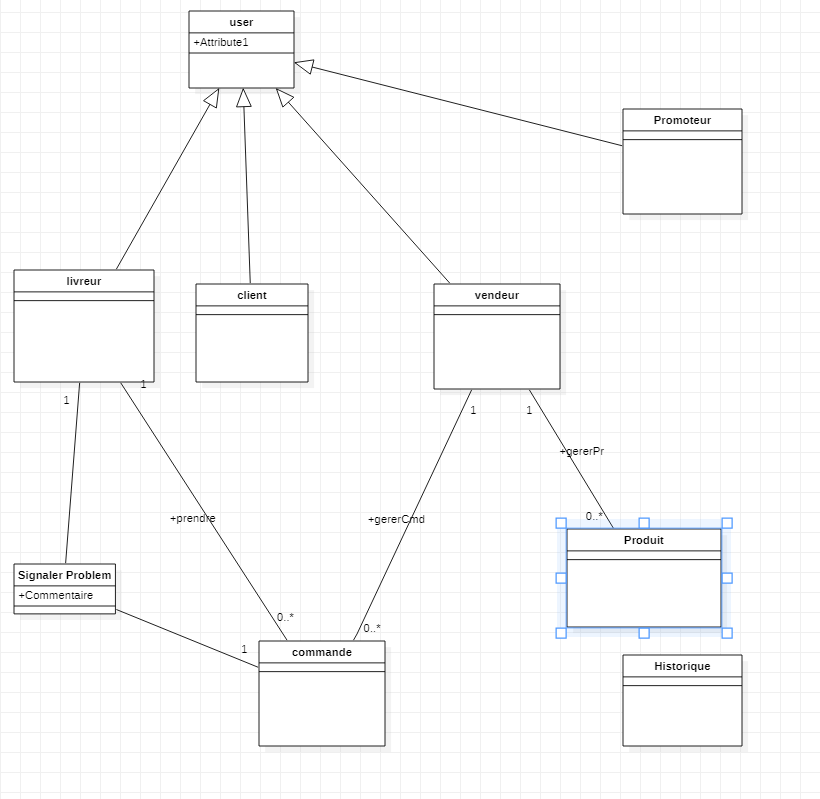 user
+Attribute1
Promoteur
livreur
client
vendeur
1
1
1
1
+gererPr
+prendre
+gererCmd
0..*
Produit
Signaler Problem
+Commentaire
0..*
0..*
1
commande
Historique